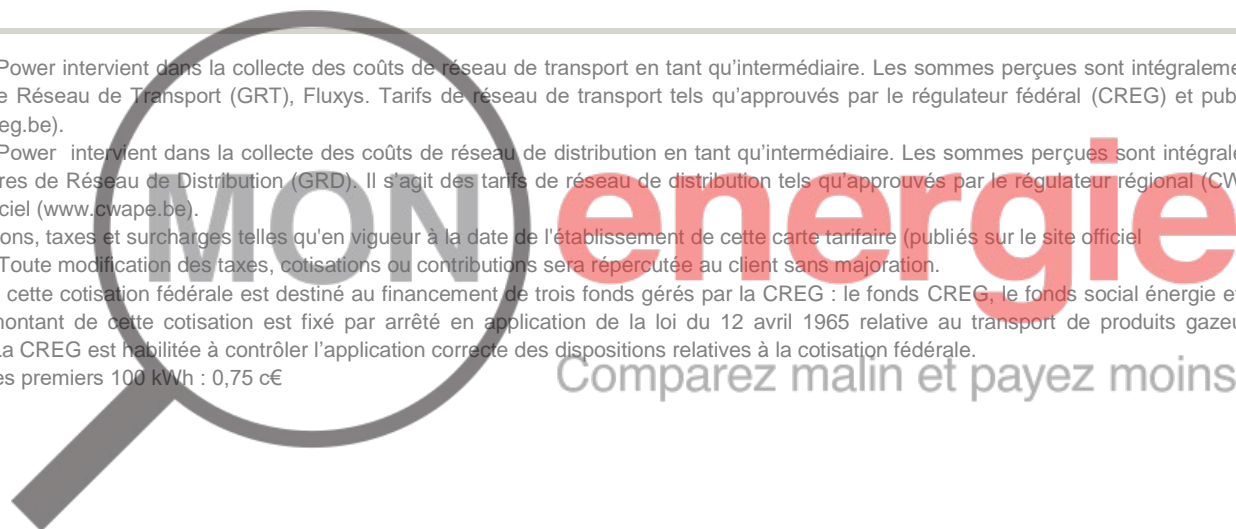 Power intervient dans la collecte des coûts de réseau de transport en tant qu’intermédiaire. Les sommes perçues sont intégraleme
e Réseau de Transport (GRT), Fluxys. Tarifs de réseau de transport tels qu’approuvés par le régulateur fédéral (CREG) et pub
eg.be).
Power intervient dans la collecte des coûts de réseau de distribution en tant qu’intermédiaire. Les sommes perçues sont intégrale
res de Réseau de Distribution (GRD). Il s’agit des tarifs de réseau de distribution tels qu’approuvés par le régulateur régional (CW
ciel (www.cwape.be).
ons, taxes et surcharges telles qu'en vigueur à la date de l'établissement de cette carte tarifaire (publiés sur le site officiel
Toute modification des taxes, cotisations ou contributions sera répercutée au client sans majoration.
cette cotisation fédérale est destiné au financement de trois fonds gérés par la CREG : le fonds CREG, le fonds social énergie e
montant de cette cotisation est fixé par arrêté en application de la loi du 12 avril 1965 relative au transport de produits gazeu
La CREG est habilitée à contrôler l’application correcte des dispositions relatives à la cotisation fédérale.
es premiers 100 kWh : 0,75 c€
MON energie
Comparez malin et payez moins